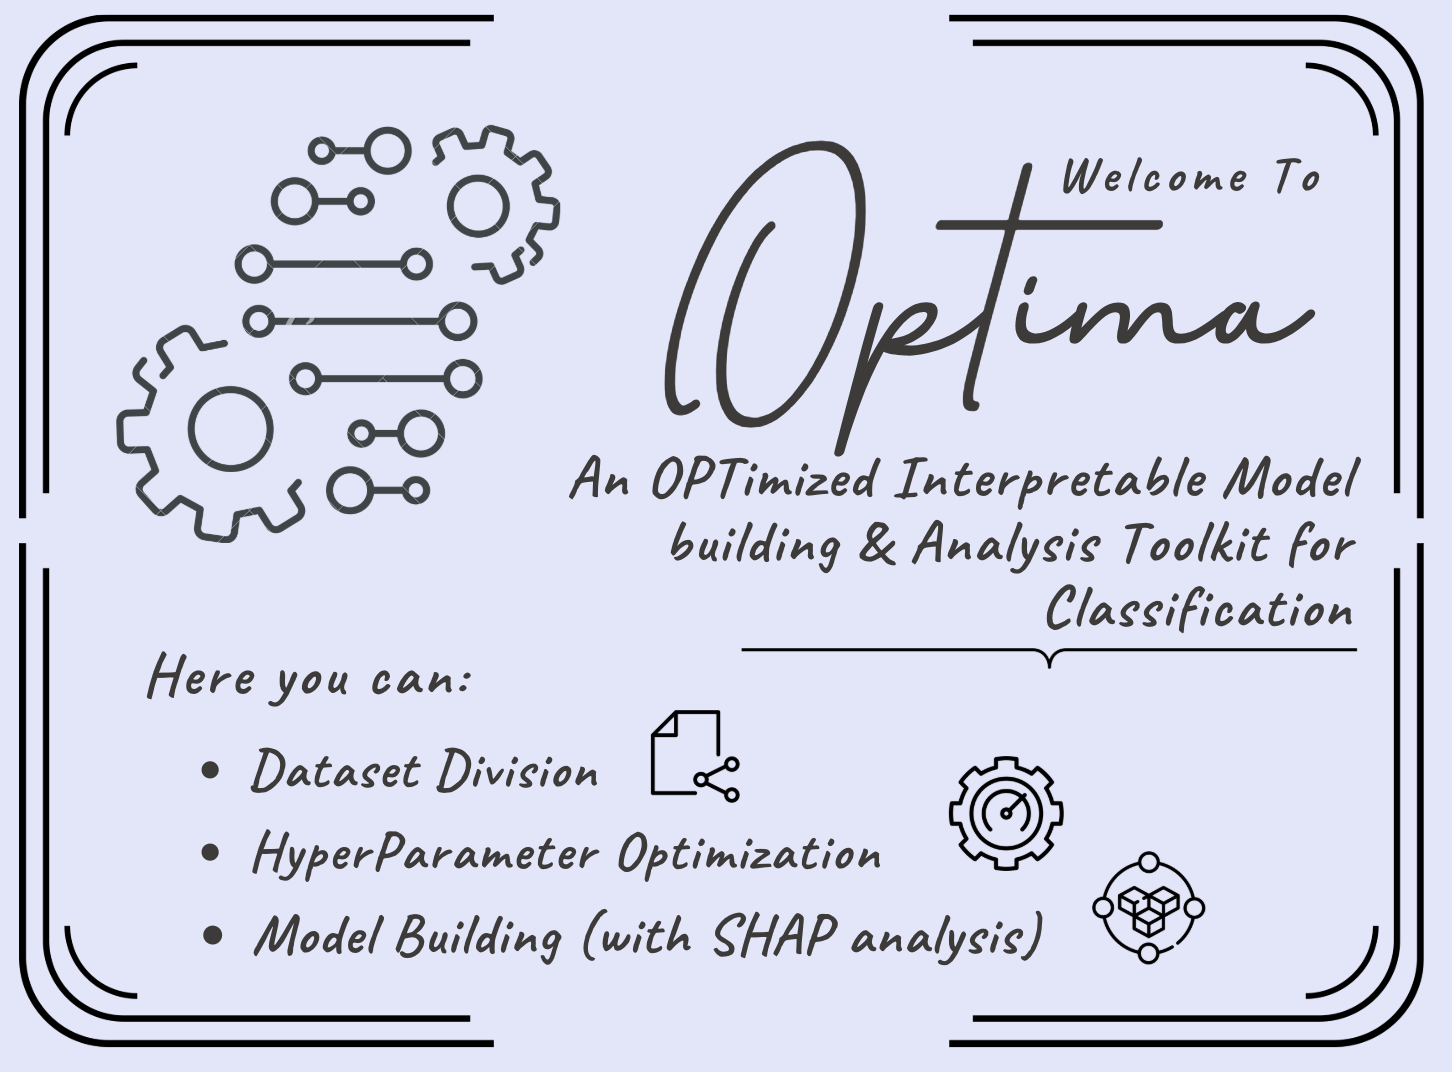 Welcome To
Optima
An OPTimized Interpretable Model
building & Analysis Toolkit for
Classification
Here you can:
• Dataset Division
• HyperParameter Optimization
• Model Building (with SHAP analysis)